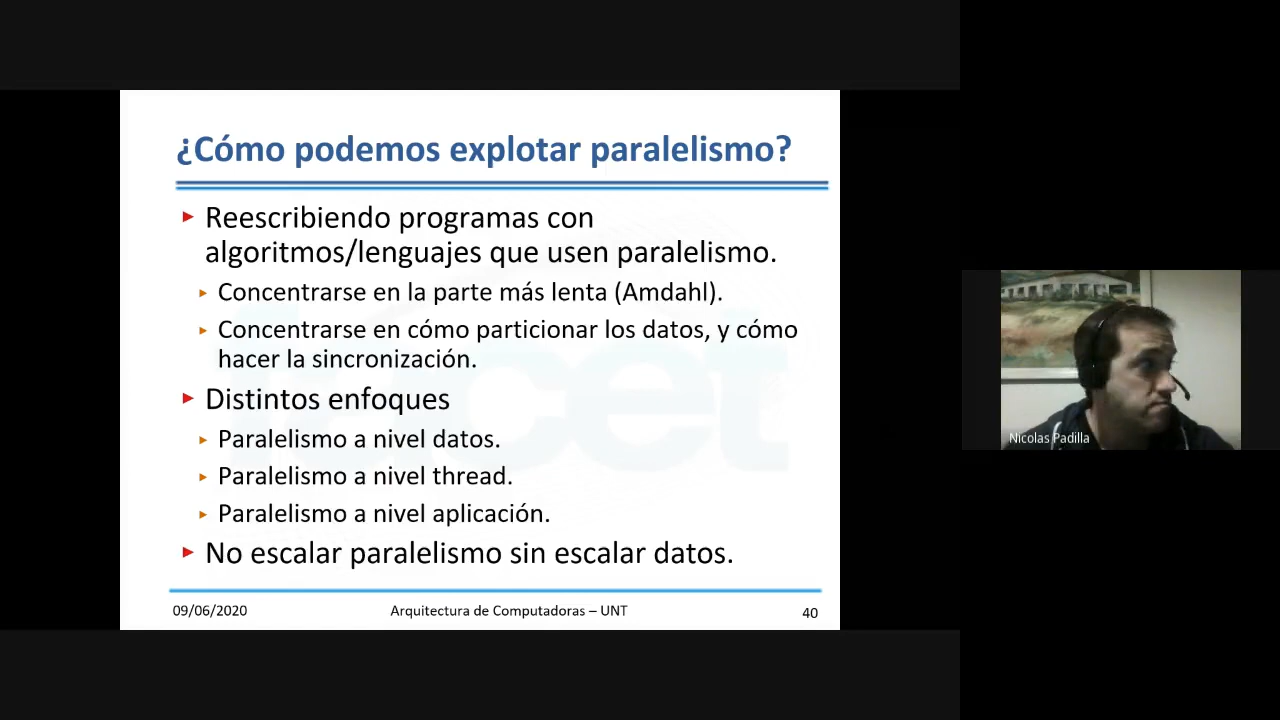 ¿Cómo podemos explotar paralelismo?
Reescribiendo programas con
algoritmos/lenguajes que usen paralelismo.
Concentrarse en la parte más lenta (Amdahl).
Concentrarse en cómo particionar los datos, y cómo
hacer la sincronización.
Distintos enfoques
Paralelismo a nivel datos.
Paralelismo a nivel thread.
Paralelismo a nivel aplicación.
No escalar paralelismo sin escalar datos.
09/06/2020 Arquitectura de Computadoras – UNT 40
Nicolas Padilla